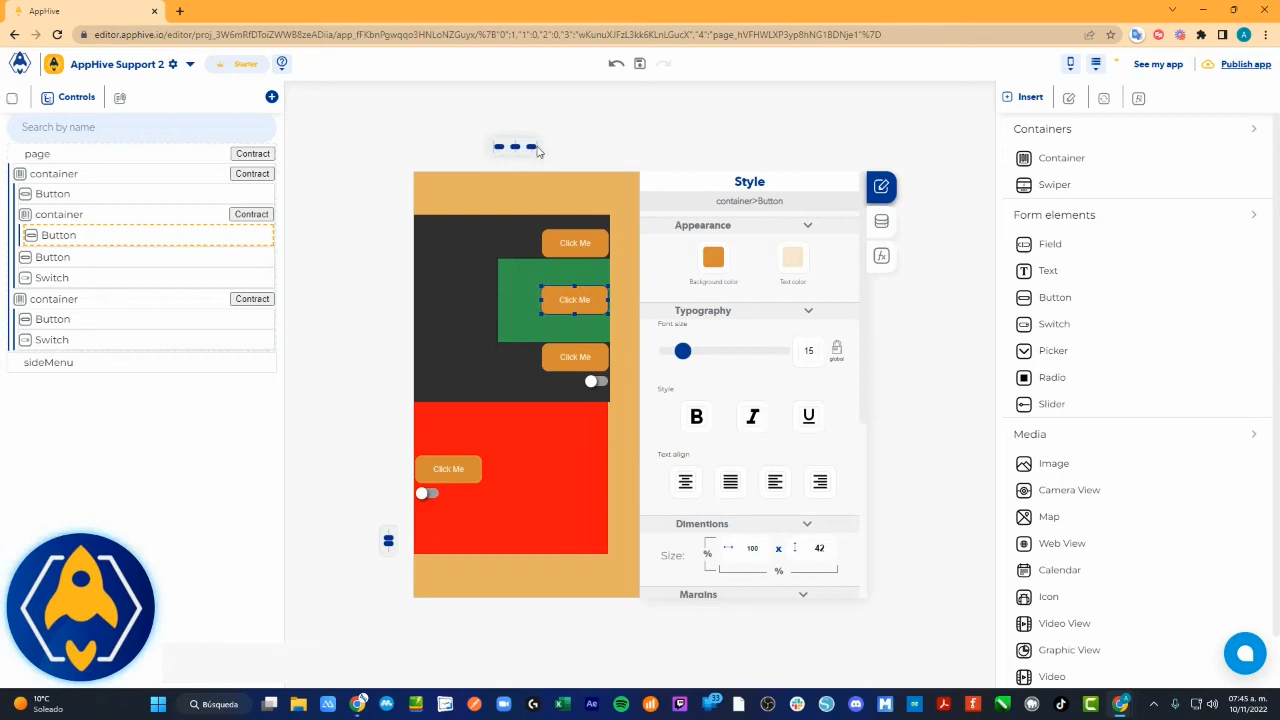 AppHive
editor.apphive.io/editor/proj_3W6mRfDToiZWWB8zeADiia/app_fFKbnPgwqqo3HNLoNZGuyx/%7B"0":1,"1":0,"2":0,"3":"wKunuXJFzL3kk6KLnLGucX","4":"page_hVFHWLXP3yp8hNG1BDNje1"%7D
AppHive Support 2
Starter
See my app
Publish app
Controls
Search by name
page
Contract
container
Contract
Button
container
Contract
Button
Button
Switch
container
Contract
Button
Switch
sideMenu
Click Me
Click Me
Click Me
Click Me
Style
container>Button
Appearance
Background color
Text color
Typography
Font size
15
global
Style
B
I
U
Text align
Dimentions
Size:
%
100
x
42
%
Margins
Insert
Containers
Container
Swiper
Form elements
Field
Text
Button
Switch
Picker
Radio
Slider
Media
Image
Camera View
Map
Web View
Calendar
Icon
Video View
Graphic View
Video
10°C
Soleado
Búsqueda
33
07:45 a. m.
10/11/2022